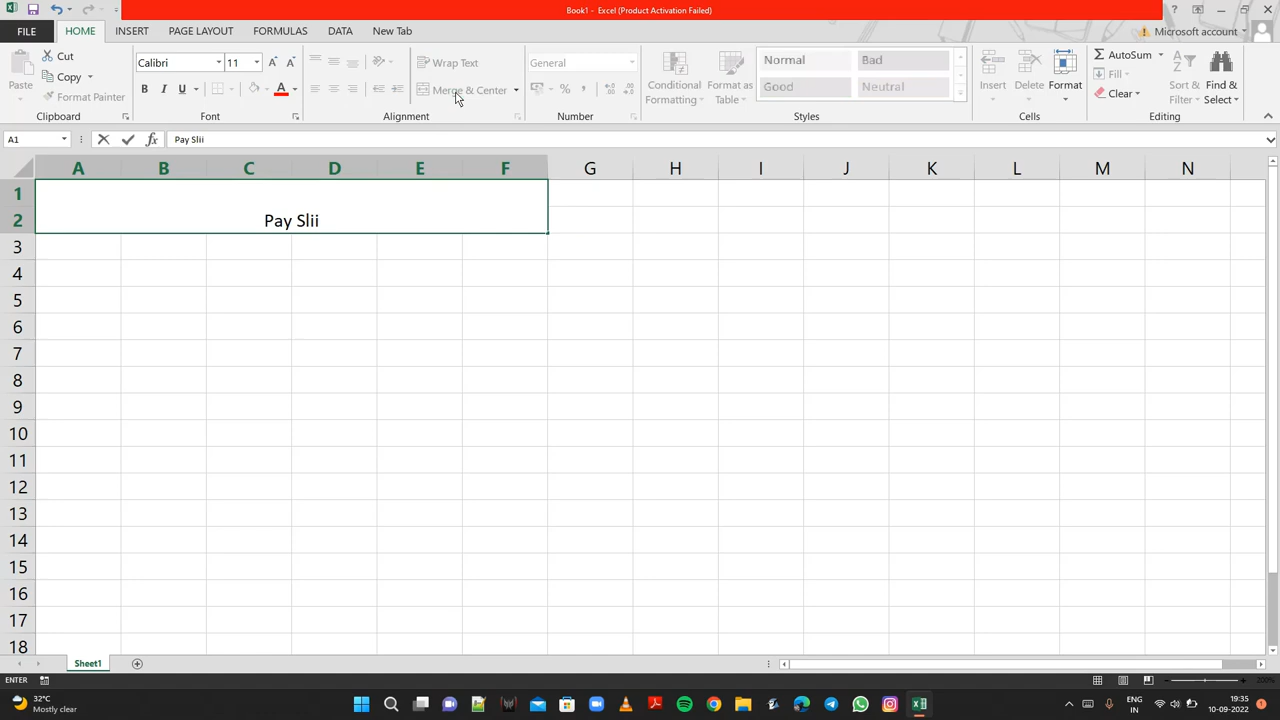 Book1 - Excel (Product Activation Failed)
FILE HOME INSERT PAGE LAYOUT FORMULAS DATA New Tab Microsoft account
Cut
Copy
Format Painter
Paste
Clipboard
Calibri 11
B I U A
Font
Wrap Text
Merge & Center
Alignment
General
%
Number
Conditional Formatting
Format as Table
Normal Bad
Good Neutral
Styles
Insert Delete Format
Cells
AutoSum
Fill
Clear
Sort & Filter
Find & Select
Editing
A1 fx Pay Slii
A B C D E F G H I J K L M N
1
2 Pay Slii
3
4
5
6
7
8
9
10
11
12
13
14
15
16
17
18
Sheet1
ENTER 200%
32°C
Mostly clear
ENG
IN
19:35
10-09-2022